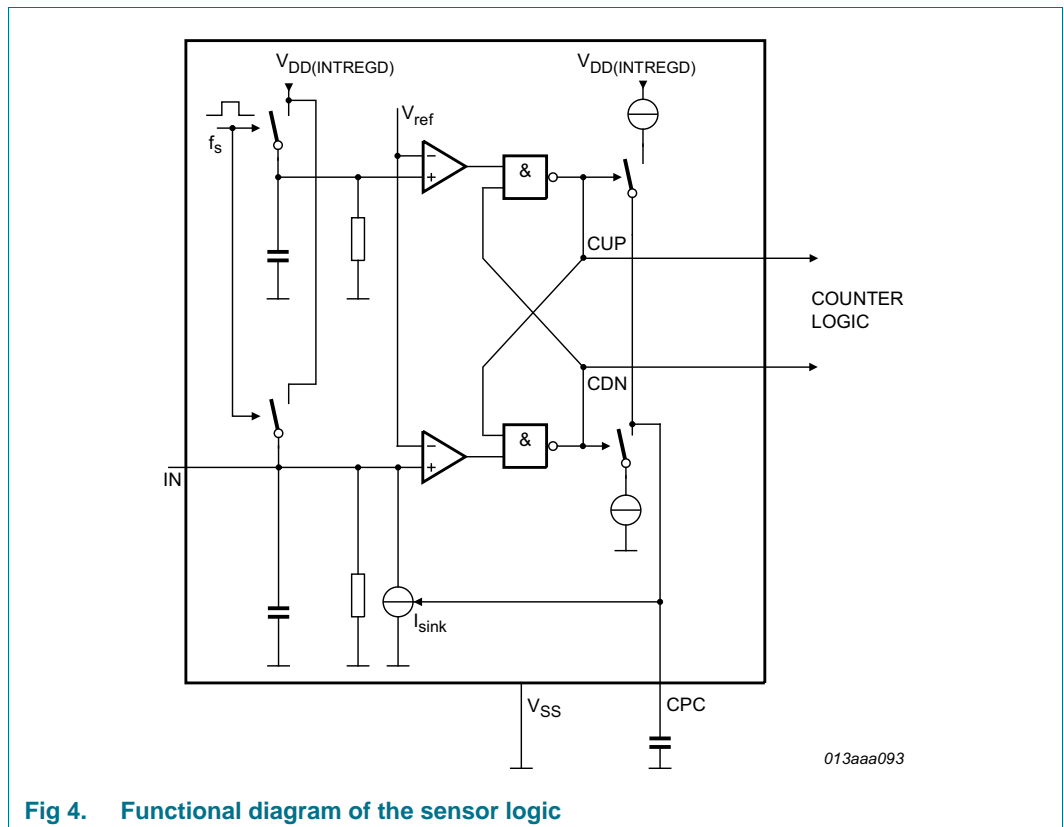 VDD(INTREGD)
VDD(INTREGD)
fs
Vref
&
CUP
COUNTER
LOGIC
CDN
&
IN
Isink
VSS
CPC
013aaa093
Fig 4. Functional diagram of the sensor logic